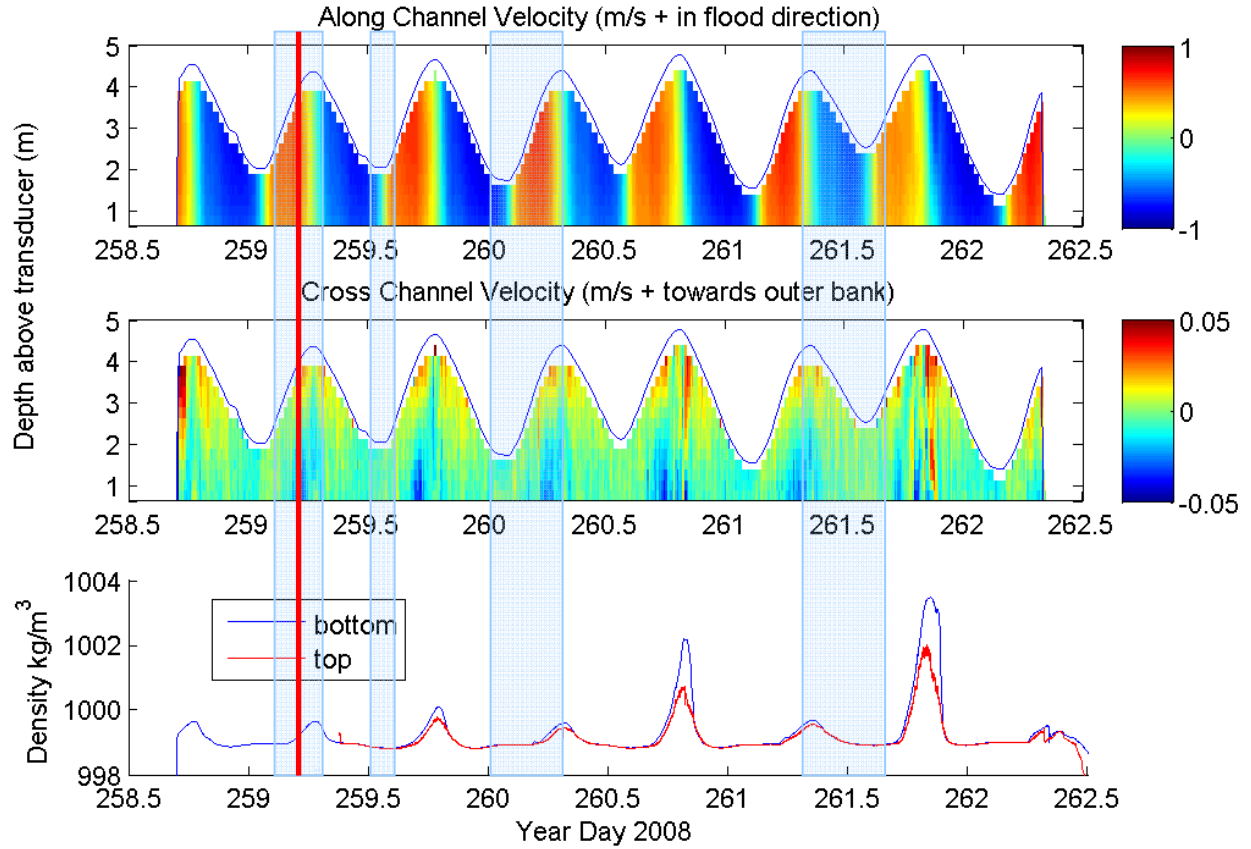 Along Channel Velocity (m/s + in flood direction)
5
4
3
2
1
258.5 259 259.5 260 260.5 261 261.5 262 262.5
1
0
-1
Depth above transducer (m)
Cross Channel Velocity (m/s + towards outer bank)
5
4
3
2
1
258.5 259 259.5 260 260.5 261 261.5 262 262.5
0.05
0
-0.05
Density kg/m³
1004
1002
1000
998
bottom
top
258.5 259 259.5 260 260.5 261 261.5 262 262.5
Year Day 2008